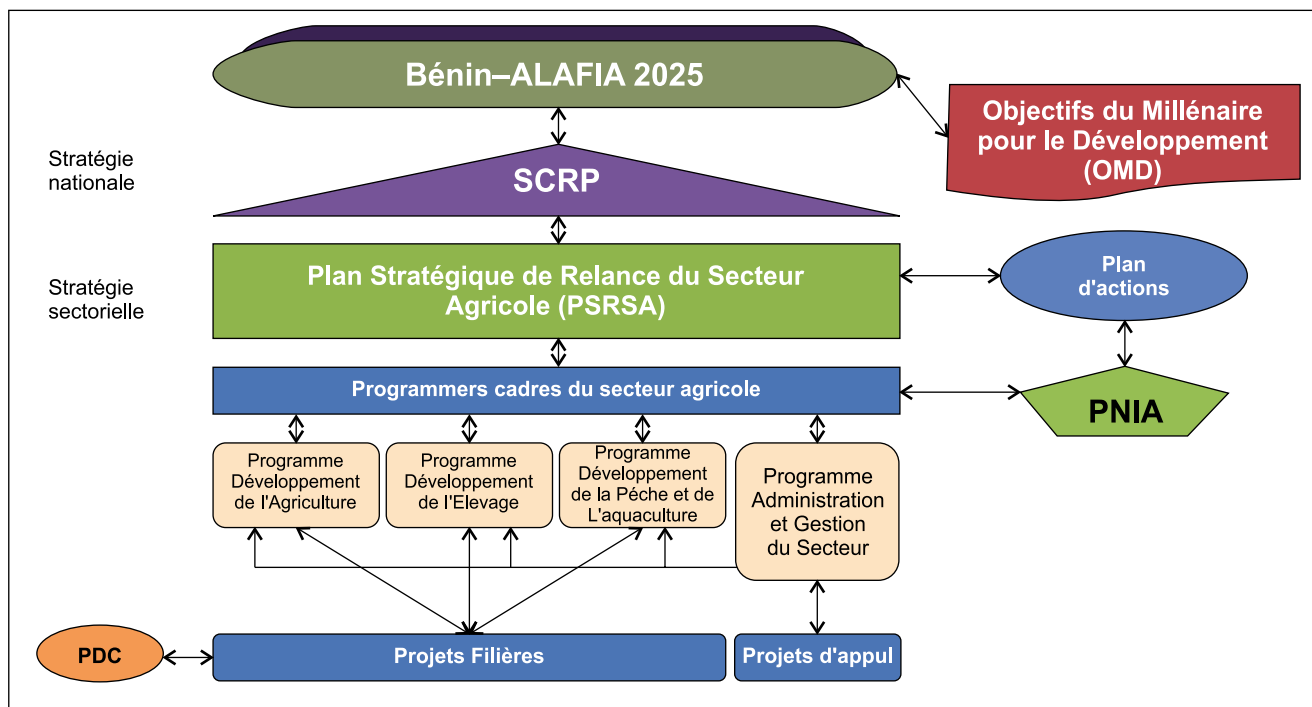 Bénin–ALAFIA 2025
Objectifs du Millénaire
pour le Développement
(OMD)
Stratégie
nationale
SCRP
Stratégie
sectorielle
Plan Stratégique de Relance du Secteur
Agricole (PSRSA)
Plan
d'actions
Programmers cadres du secteur agricole
PNIA
Programme
Développement
de l'Agriculture
Programme
Développement
de l'Elevage
Programme
Développement
de la Péche et de
L'aquaculture
Programme
Administration
et Gestion
du Secteur
PDC
Projets Filières
Projets d'appul